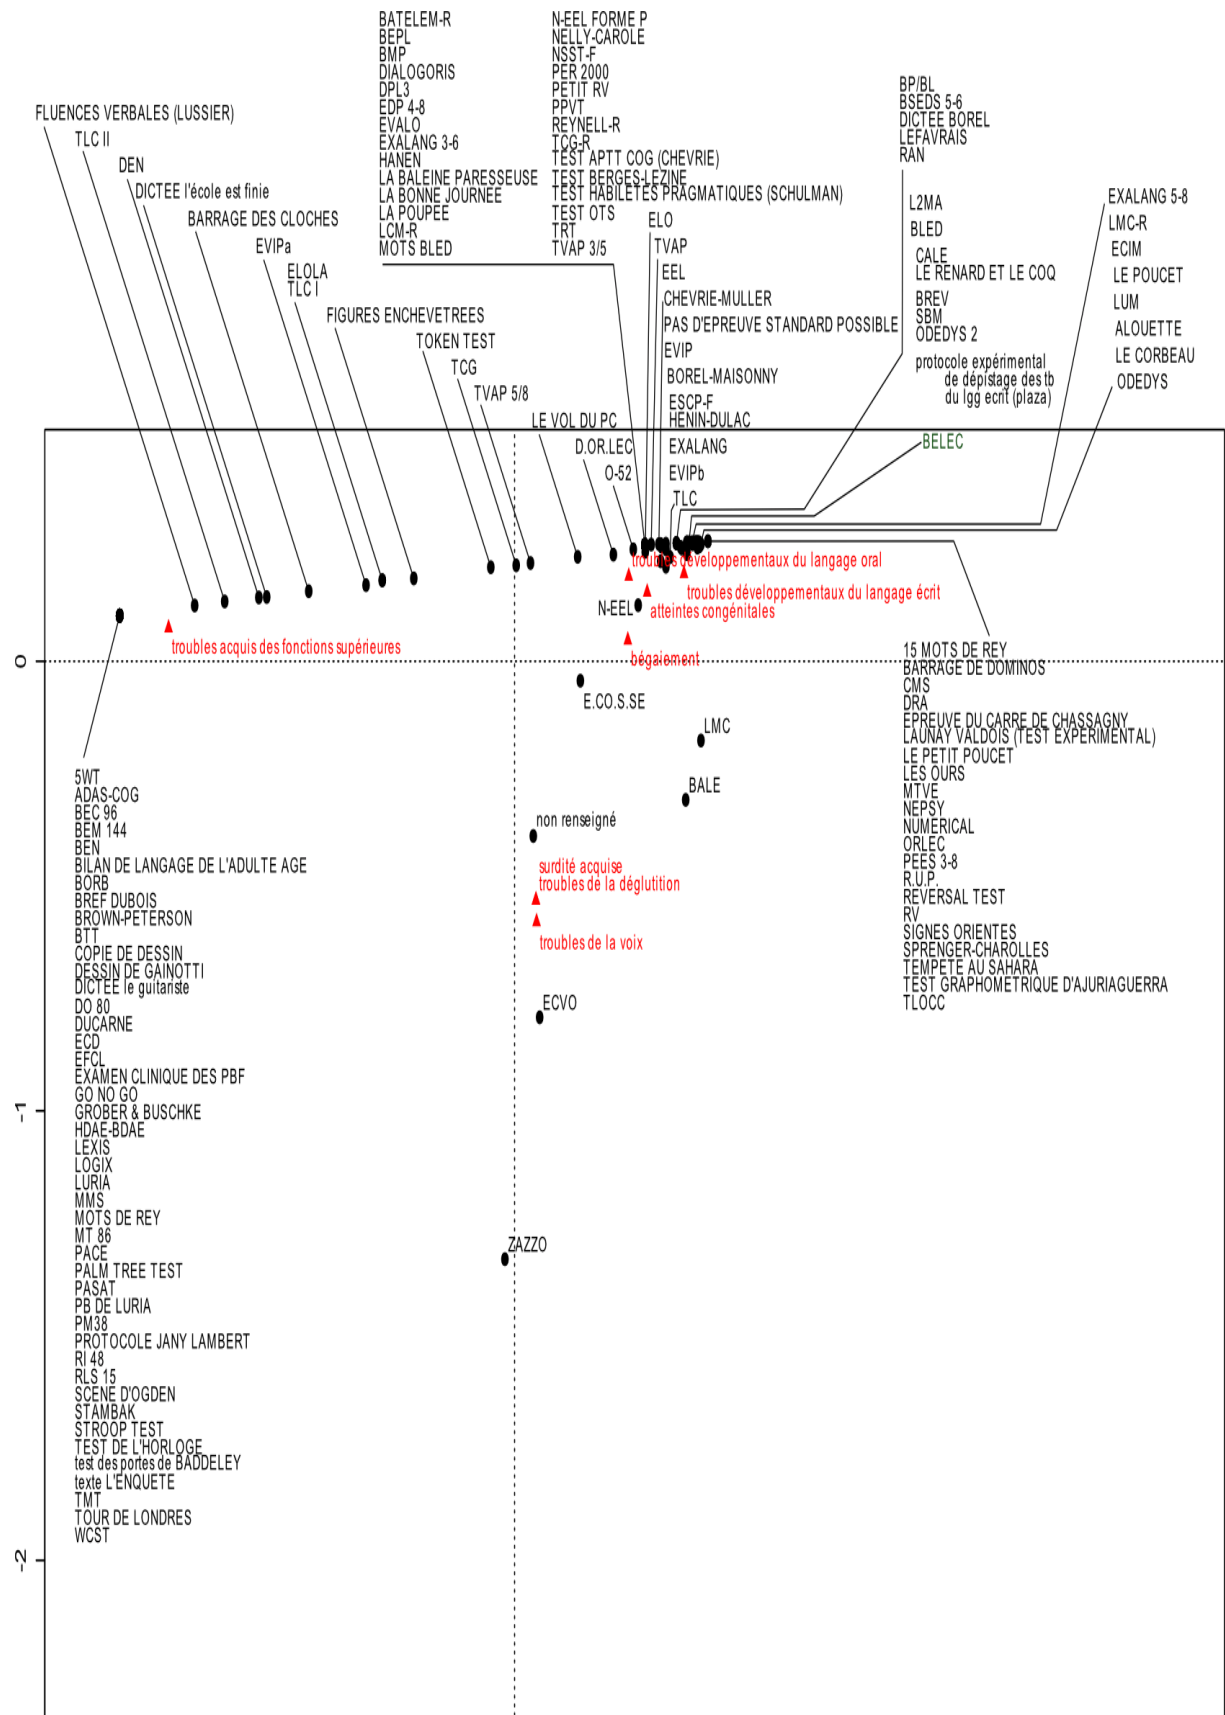 BATELEM-R
BEPL
BMP
DIALOGORIS
DPL3
EDP 4-8
EVALO
EXALANG 3-6
HANEN
LA BALEINE PARESSEUSE
LA BONNE JOURNEE
LA POUPEE
LCM-R
MOTS BLED
N-EEL FORME P
NELLY-CAROLE
NSST-F
PER 2000
PETIT RV
PPVT
REYNELL-R
TCG-R
TEST APTT COG (CHEVRIE)
TEST BERGES-LEZINE
TEST HABILETES PRAGMATIQUES (SCHULMAN)
TEST OTS
TRT
TVAP 3/5
FLUENCES VERBALES (LUSSIER)
TLC II
DEN
DICTEE l'école est finie
BARRAGE DES CLOCHES
EVIPa
ELOLA
TLC I
FIGURES ENCHEVETREES
TOKEN TEST
TCG
TVAP 5/8
LE VOL DU PC
D.OR.LEC
O-52
ELO
TVAP
EEL
CHEVRIE-MULLER
PAS D'EPREUVE STANDARD POSSIBLE
EVIP
BOREL-MAISONNY
ESCP-F
HENIN-DULAC
EXALANG
EVIPb
TLC
BP/BL
BSEDS 5-6
DICTEE BOREL
LEFAVRAIS
RAN
L2MA
BLED
CALE
LE RENARD ET LE COQ
BREV
SBM
ODEDYS 2
protocole expérimental
de dépistage des tb
du lgg ecrit (plaza)
BELEC
EXALANG 5-8
LMC-R
ECIM
LE POUCET
LUM
ALOUETTE
LE CORBEAU
ODEDYS
troubles développementaux du langage oral
troubles développementaux du langage écrit
N-EEL
atteintes congénitales
troubles acquis des fonctions supérieures
bégaiement
0
E.CO.S.SE
LMC
BALE
non renseigné
surdité acquise
troubles de la déglutition
troubles de la voix
ECVO
-1
ZAZZO
-2
5WT
ADAS-COG
BEC 96
BEM 144
BEN
BILAN DE LANGAGE DE L'ADULTE AGE
BORB
BREF DUBOIS
BROWN-PETERSON
BTT
COPIE DE DESSIN
DESSIN DE GAINOTTI
DICTEE le guitariste
DO 80
DUCARNE
ECD
EFCL
EXAMEN CLINIQUE DES PBF
GO NO GO
GROBER & BUSCHKE
HDAE-BDAE
LEXIS
LOGIX
LURIA
MMS
MOTS DE REY
MT 86
PACE
PALM TREE TEST
PASAT
PB DE LURIA
PM38
PROTOCOLE JANY LAMBERT
RI 48
RLS 15
SCENE D'OGDEN
STAMBAK
STROOP TEST
TEST DE L'HORLOGE
test des portes de BADDELEY
texte L'ENQUETE
TMT
TOUR DE LONDRES
WCST
15 MOTS DE REY
BARRAGE DE DOMINOS
CMS
DRA
EPREUVE DU CARRE DE CHASSAGNY
LAUNAY VALDOIS (TEST EXPERIMENTAL)
LE PETIT POUCET
LES OURS
MTVE
NEPSY
NUMERICAL
ORLEC
PEES 3-8
R.U.P.
REVERSAL TEST
RV
SIGNES ORIENTES
SPRENGER-CHAROLLES
TEMPETE AU SAHARA
TEST GRAPHOMETRIQUE D'AJURIAGUERRA
TLOCC